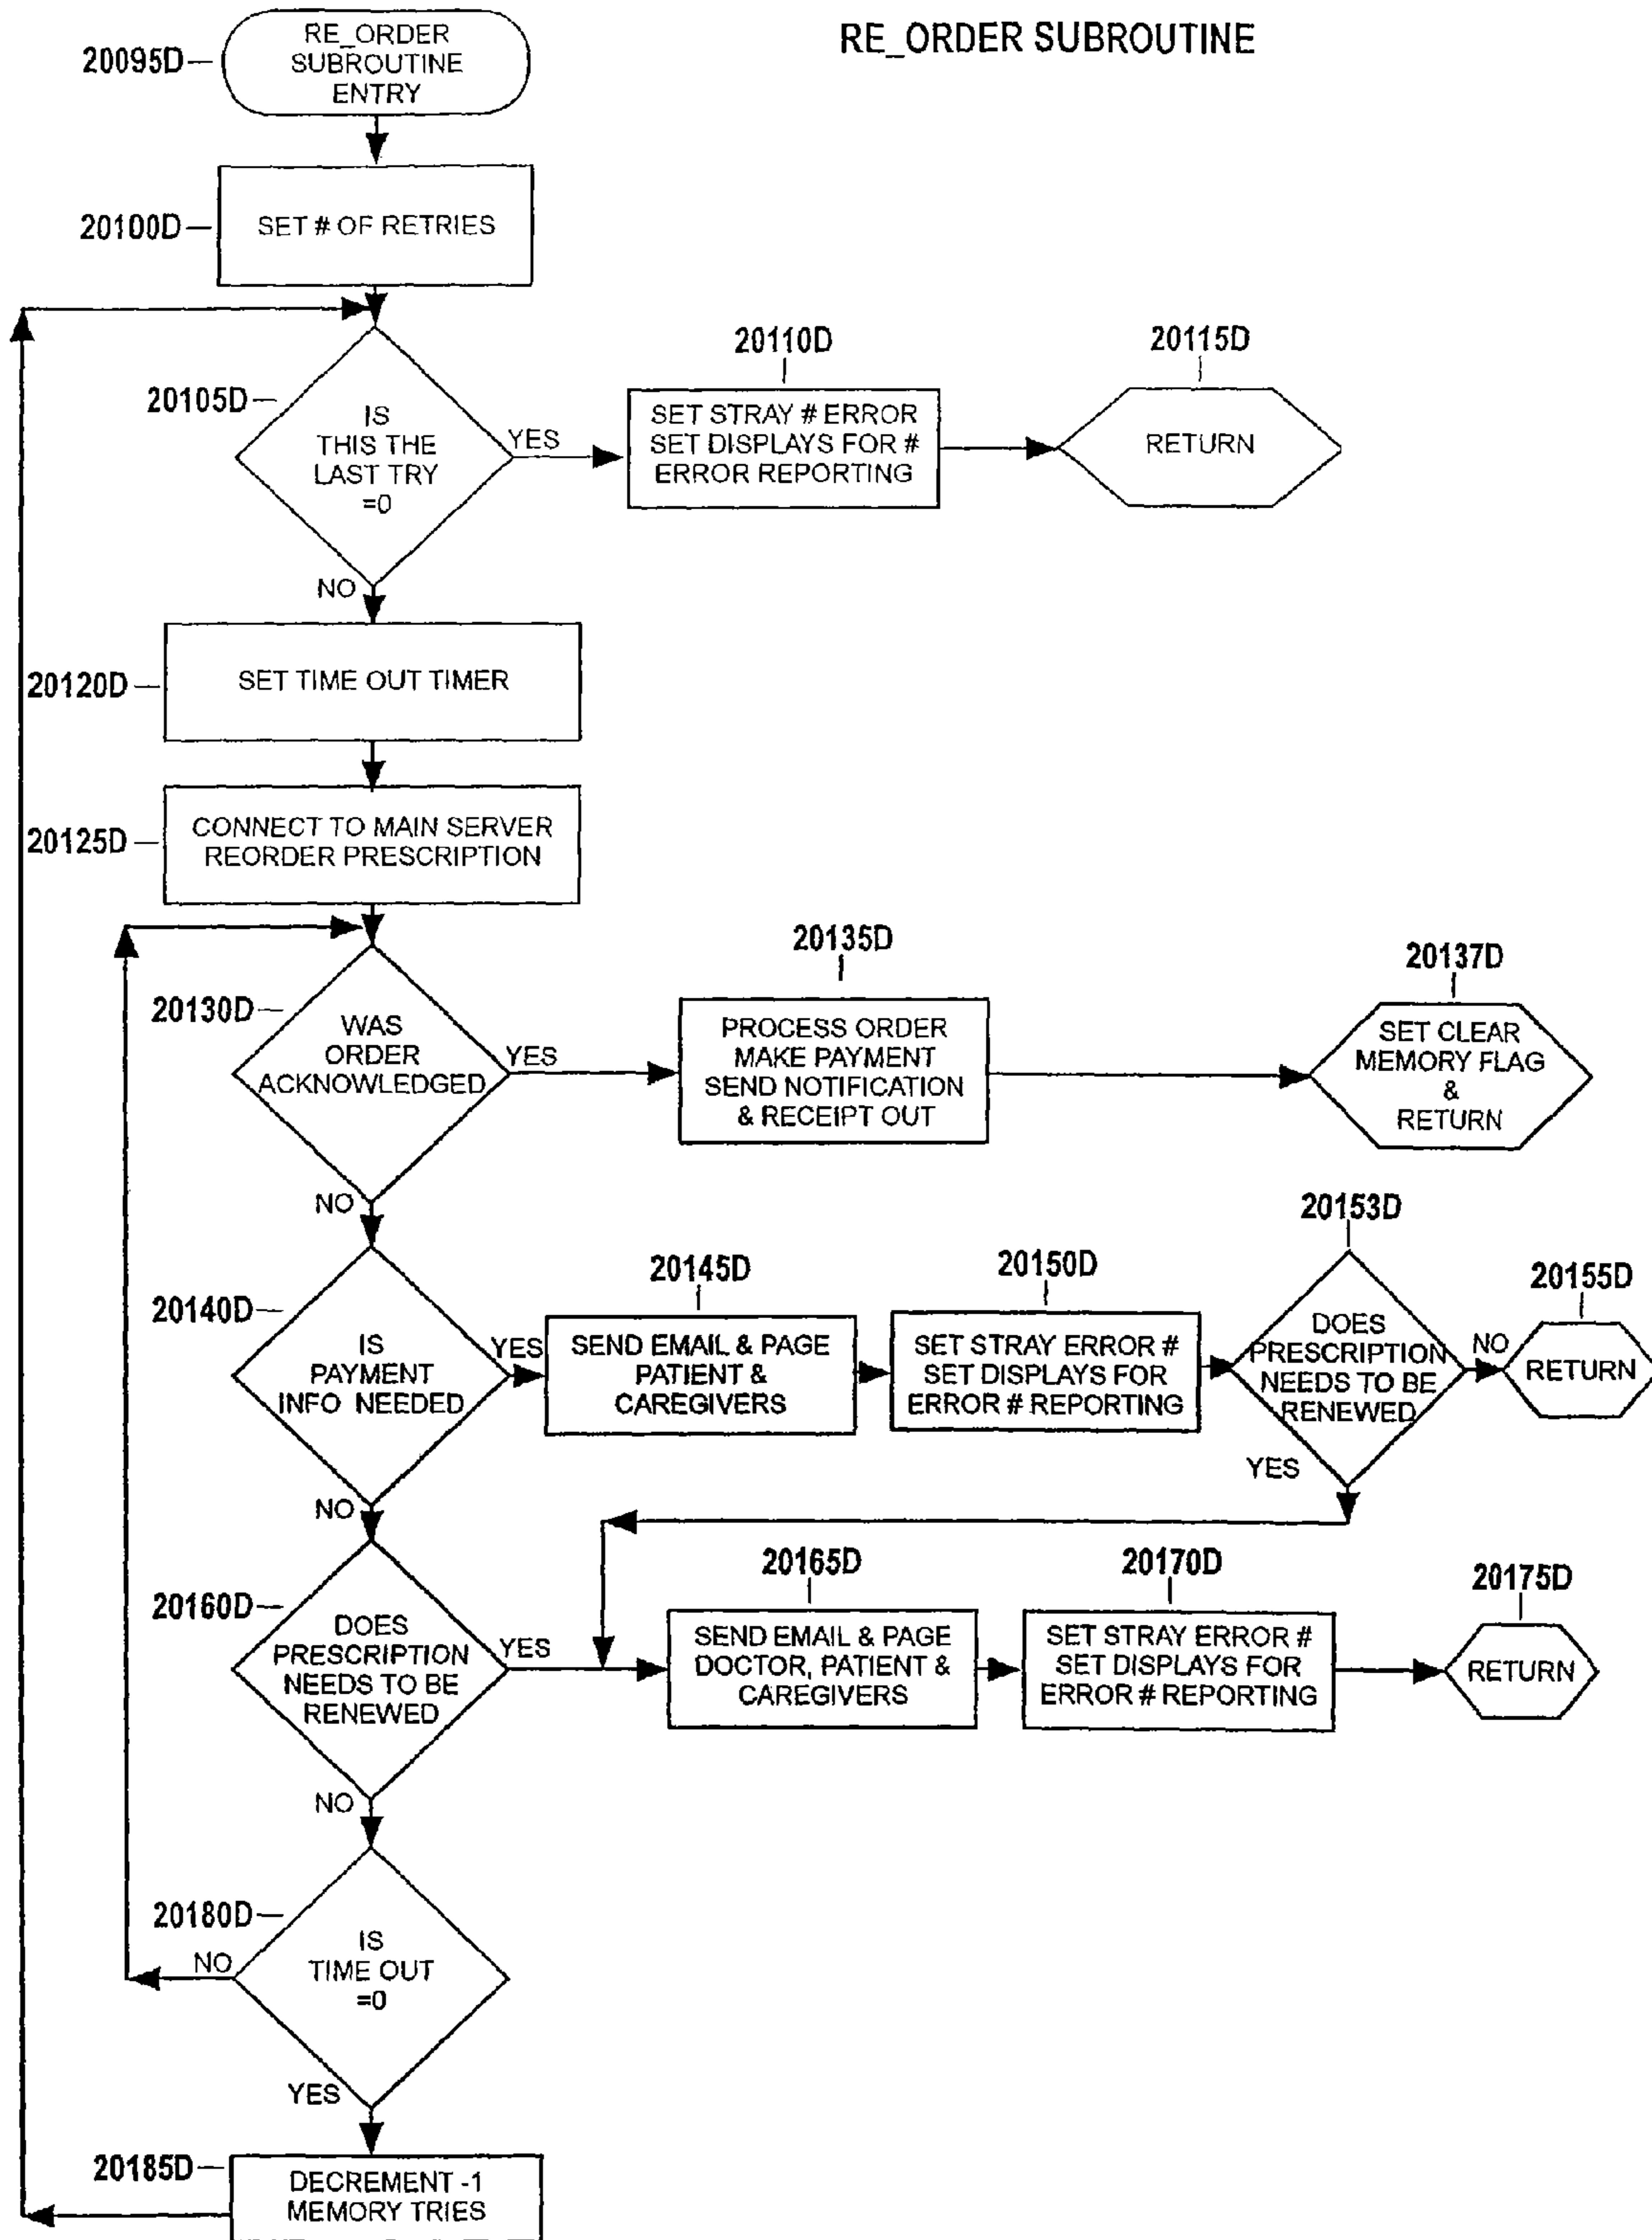 RE_ORDER SUBROUTINE
20095D
RE_ORDER
SUBROUTINE
ENTRY
20100D
SET # OF RETRIES
20105D
IS
THIS THE
LAST TRY
=0
YES
NO
20110D
SET STRAY # ERROR
SET DISPLAYS FOR #
ERROR REPORTING
20115D
RETURN
20120D
SET TIME OUT TIMER
20125D
CONNECT TO MAIN SERVER
REORDER PRESCRIPTION
20130D
WAS
ORDER
ACKNOWLEDGED
YES
NO
20135D
PROCESS ORDER
MAKE PAYMENT
SEND NOTIFICATION
& RECEIPT OUT
20137D
SET CLEAR
MEMORY FLAG
&
RETURN
20140D
IS
PAYMENT
INFO NEEDED
YES
NO
20145D
SEND EMAIL & PAGE
PATIENT &
CAREGIVERS
20150D
SET STRAY ERROR #
SET DISPLAYS FOR
ERROR # REPORTING
20153D
DOES
PRESCRIPTION
NEEDS TO BE
RENEWED
NO
YES
20155D
RETURN
20160D
DOES
PRESCRIPTION
NEEDS TO BE
RENEWED
YES
NO
20165D
SEND EMAIL & PAGE
DOCTOR, PATIENT &
CAREGIVERS
20170D
SET STRAY ERROR #
SET DISPLAYS FOR
ERROR # REPORTING
20175D
RETURN
20180D
IS
TIME OUT
=0
NO
YES
20185D
DECREMENT -1
MEMORY TRIES